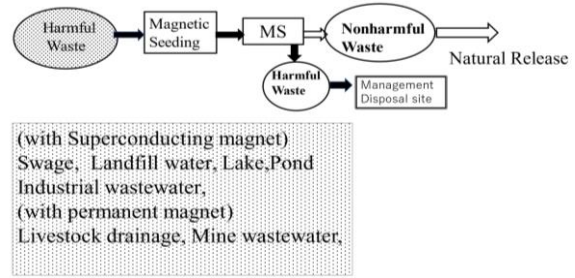 Harmful
Waste
Magnetic
Seeding
MS
Nonharmful
Waste
Natural Release
Harmful
Waste
Management
Disposal site
(with Superconducting magnet)
Swage, Landfill water, Lake,Pond
Industrial wastewater,
(with permanent magnet)
Livestock drainage, Mine wastewater,